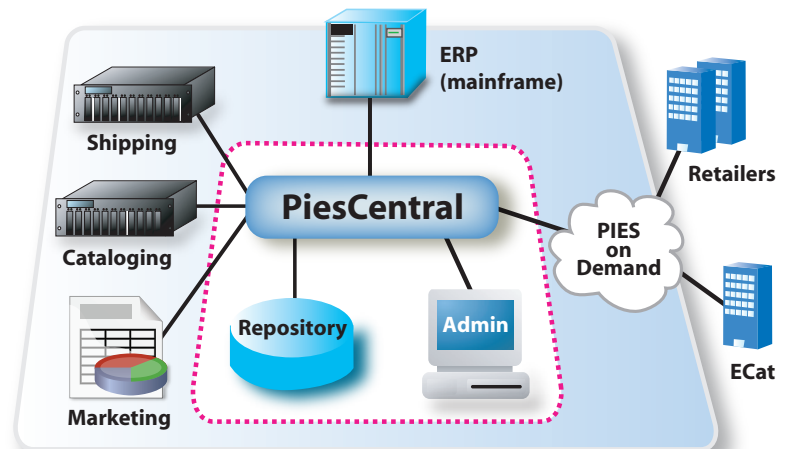 ERP
(mainframe)
Shipping
Retailers
PiesCentral
Cataloging
PIES
on
Demand
Repository
Admin
ECat
Marketing